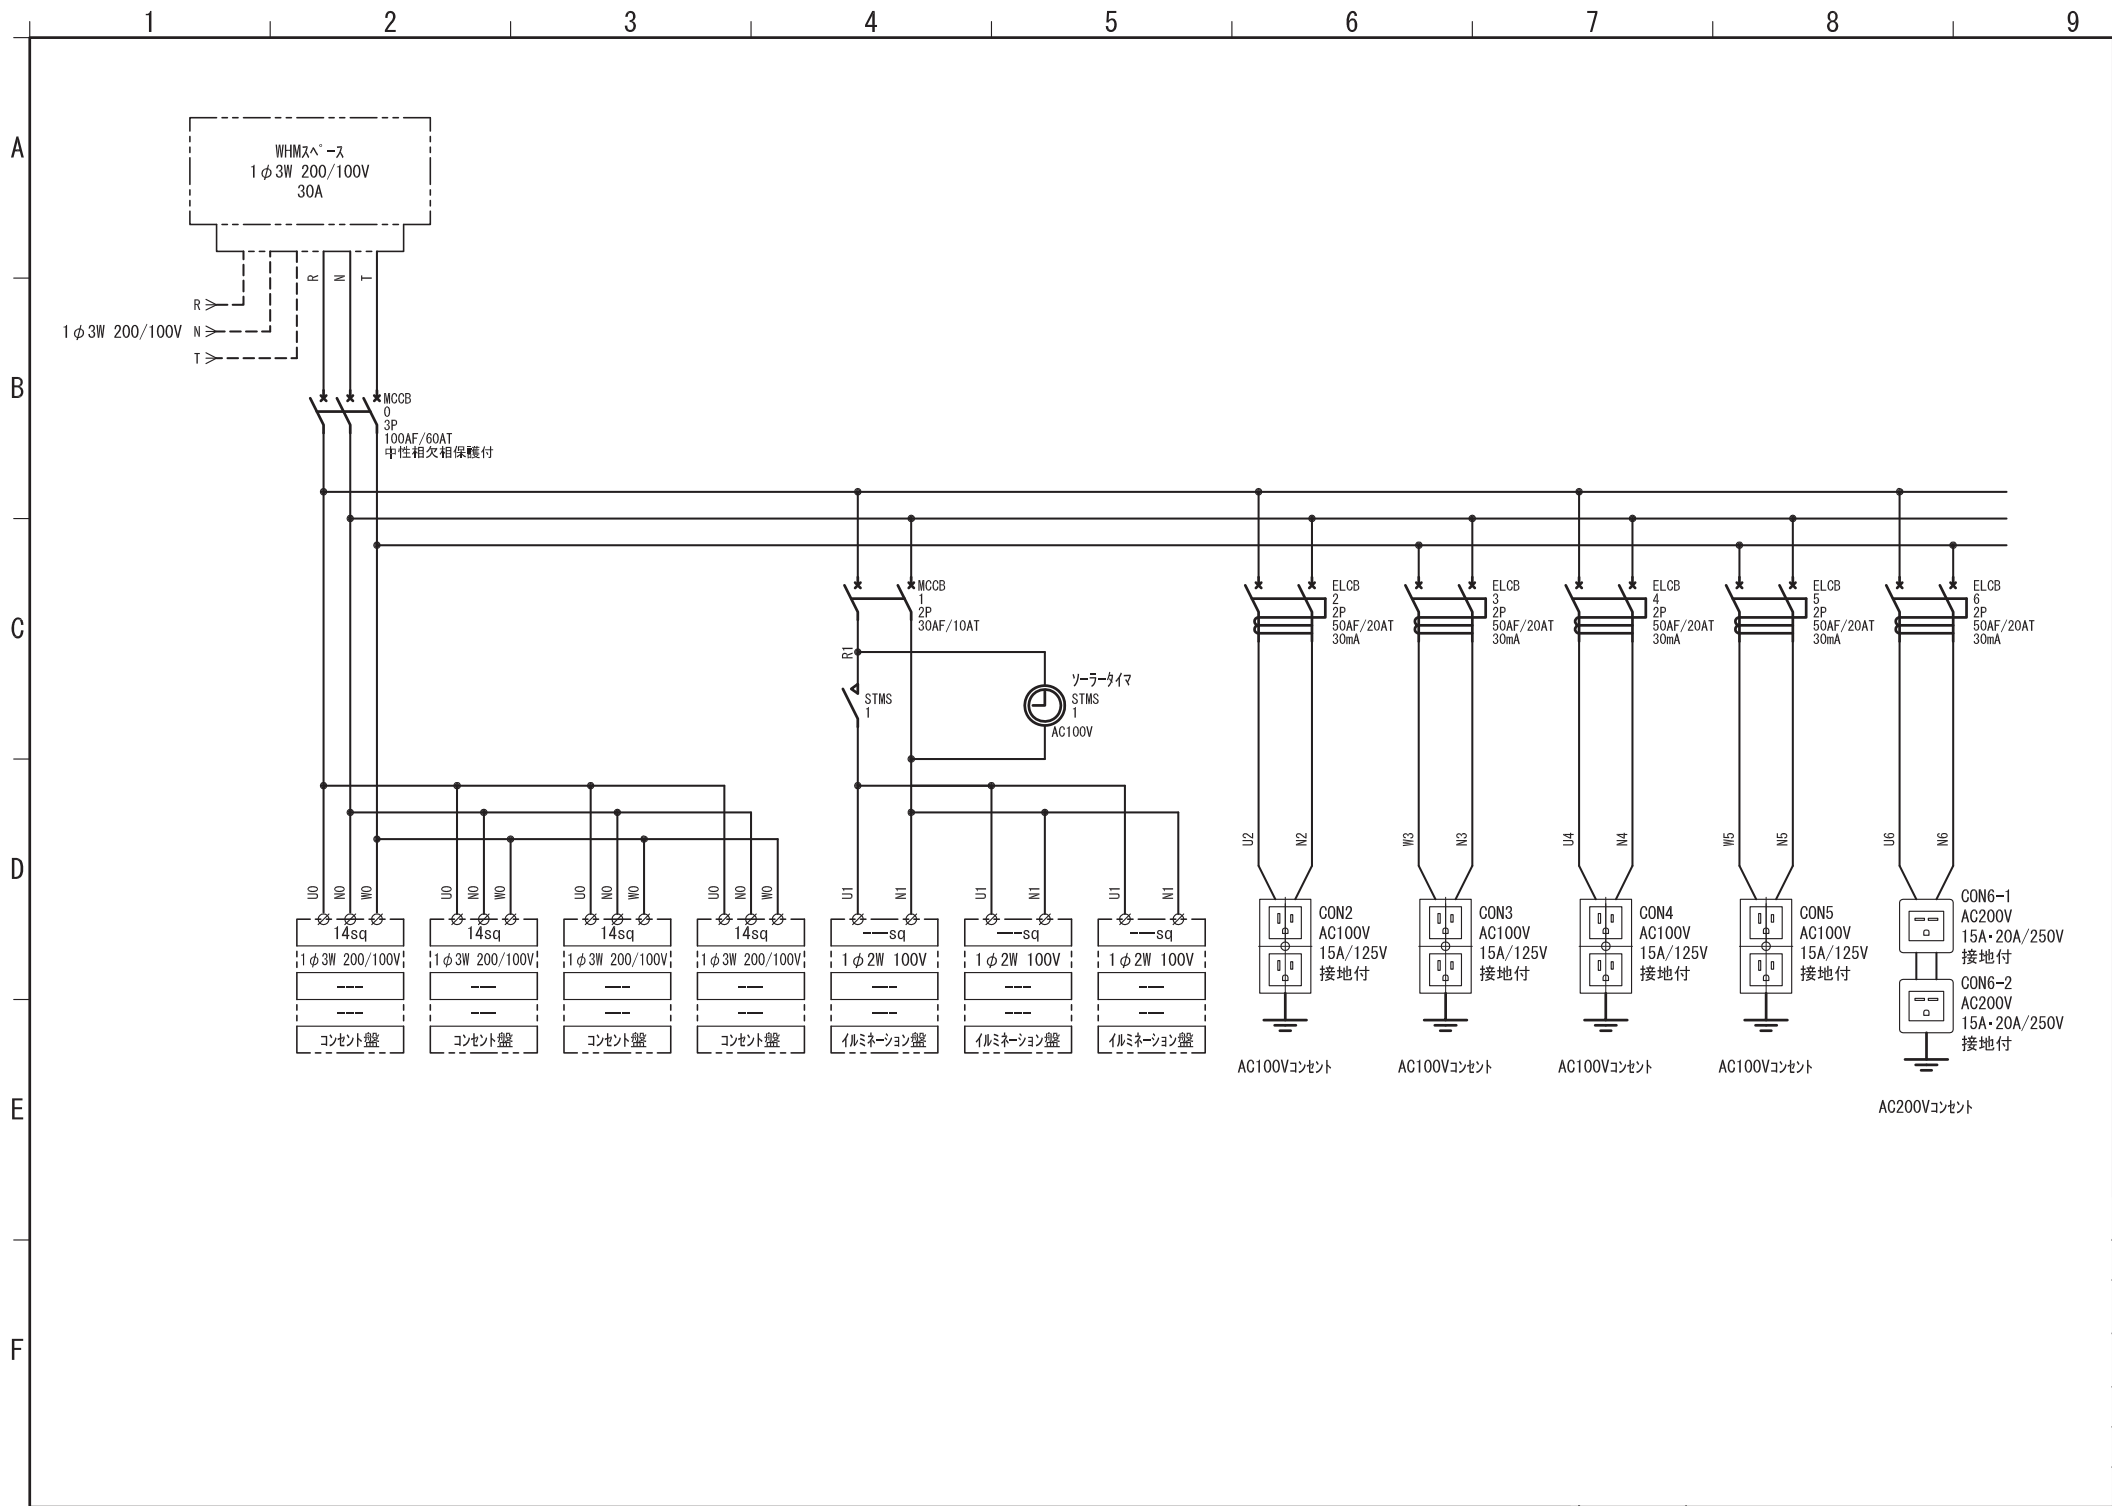 1 2 3 4 5 6 7 8 9
A
WHMスペース
1φ3W 200/100V
30A
R N T
R
1φ3W 200/100V N
T
B
MCCB
0
3P
100AF/60AT
中性相欠相保護付
C
MCCB
1
2P
30AF/10AT
R1
STMS
1
ソーラータイマ
STMS
1
AC100V
ELCB
2
2P
50AF/20AT
30mA
ELCB
3
2P
50AF/20AT
30mA
ELCB
4
2P
50AF/20AT
30mA
ELCB
5
2P
50AF/20AT
30mA
ELCB
6
2P
50AF/20AT
30mA
D
U2 N2 W3 N3 U4 N4 W5 N5 U6 N6
U0 N0 W0 U0 N0 W0 U0 N0 W0 U0 N0 W0 U1 N1 U1 N1 U1 N1
14sq 14sq 14sq 14sq ---sq ---sq ---sq
1φ3W 200/100V 1φ3W 200/100V 1φ3W 200/100V 1φ3W 200/100V 1φ2W 100V 1φ2W 100V 1φ2W 100V
--- --- --- --- --- --- ---
--- --- --- --- --- --- ---
コンセント盤 コンセント盤 コンセント盤 コンセント盤 イルミネーション盤 イルミネーション盤 イルミネーション盤
CON2
AC100V
15A/125V
接地付
AC100Vコンセント
CON3
AC100V
15A/125V
接地付
AC100Vコンセント
CON4
AC100V
15A/125V
接地付
AC100Vコンセント
CON5
AC100V
15A/125V
接地付
AC100Vコンセント
CON6-1
AC200V
15A・20A/250V
接地付
CON6-2
AC200V
15A・20A/250V
接地付
AC200Vコンセント
E
F